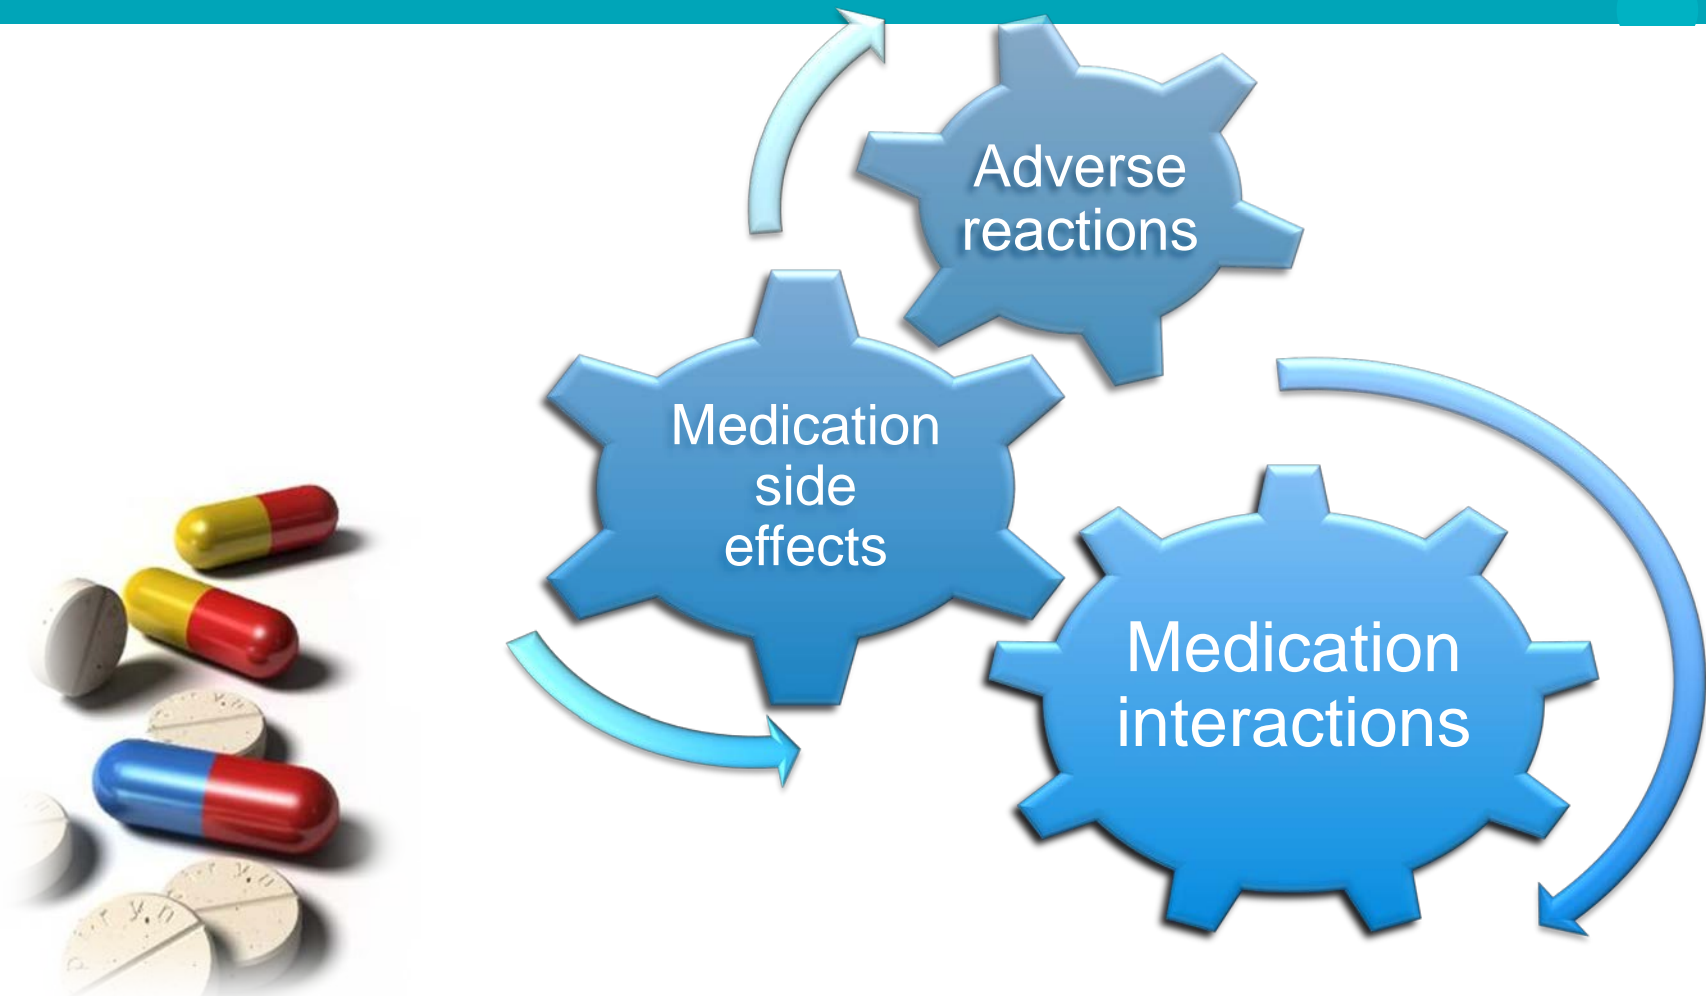 Adverse
reactions
Medication
side
effects
Medication
interactions